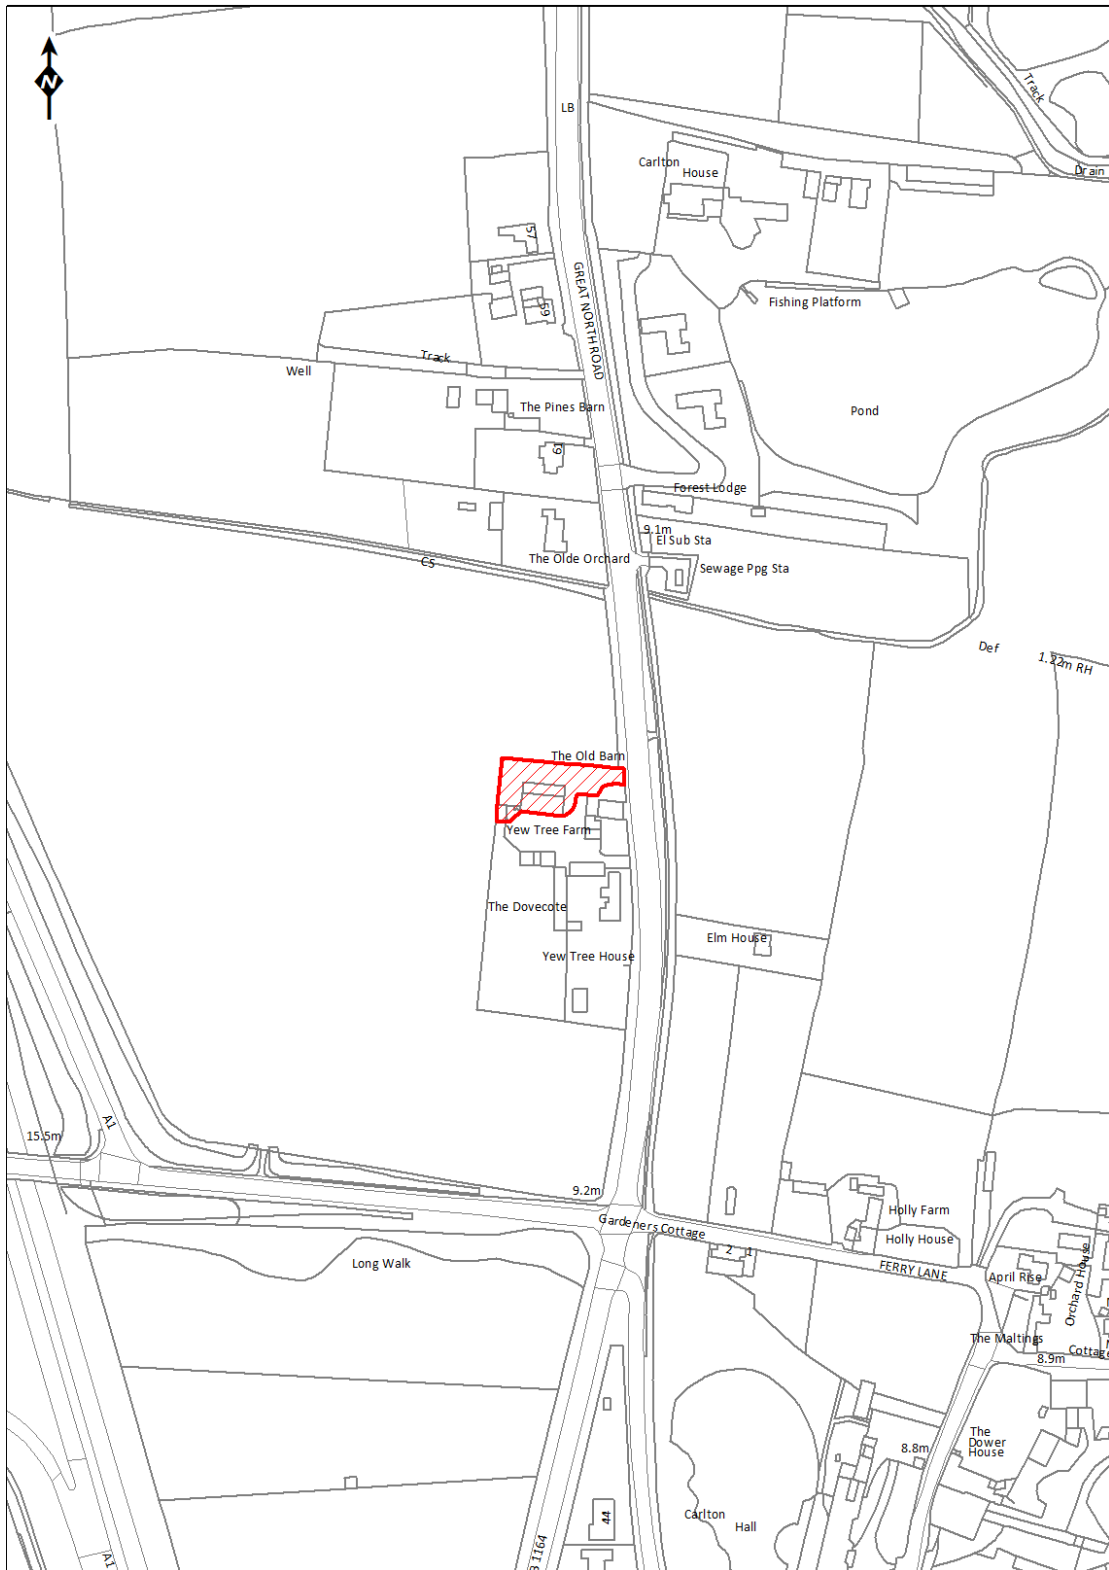 N
LB
Track
Drain
Carlton
House
57
59
GREAT NORTH ROAD
Fishing Platform
Track
Well
The Pines Barn
Pond
61
Forest Lodge
9.1m
El Sub Sta
The Olde Orchard
Sewage Ppg Sta
CS
Def
1.22m RH
The Old Barn
Yew Tree Farm
The Dovecote
Elm House
Yew Tree House
A1
15.5m
9.2m
Gardeners Cottage
2
1
Holly Farm
Holly House
FERRY LANE
Long Walk
April Rise
Orchard House
The Maltings
Cottage
8.9m
The
Dower
House
8.8m
Carlton
Hall
44
B 1164
A1